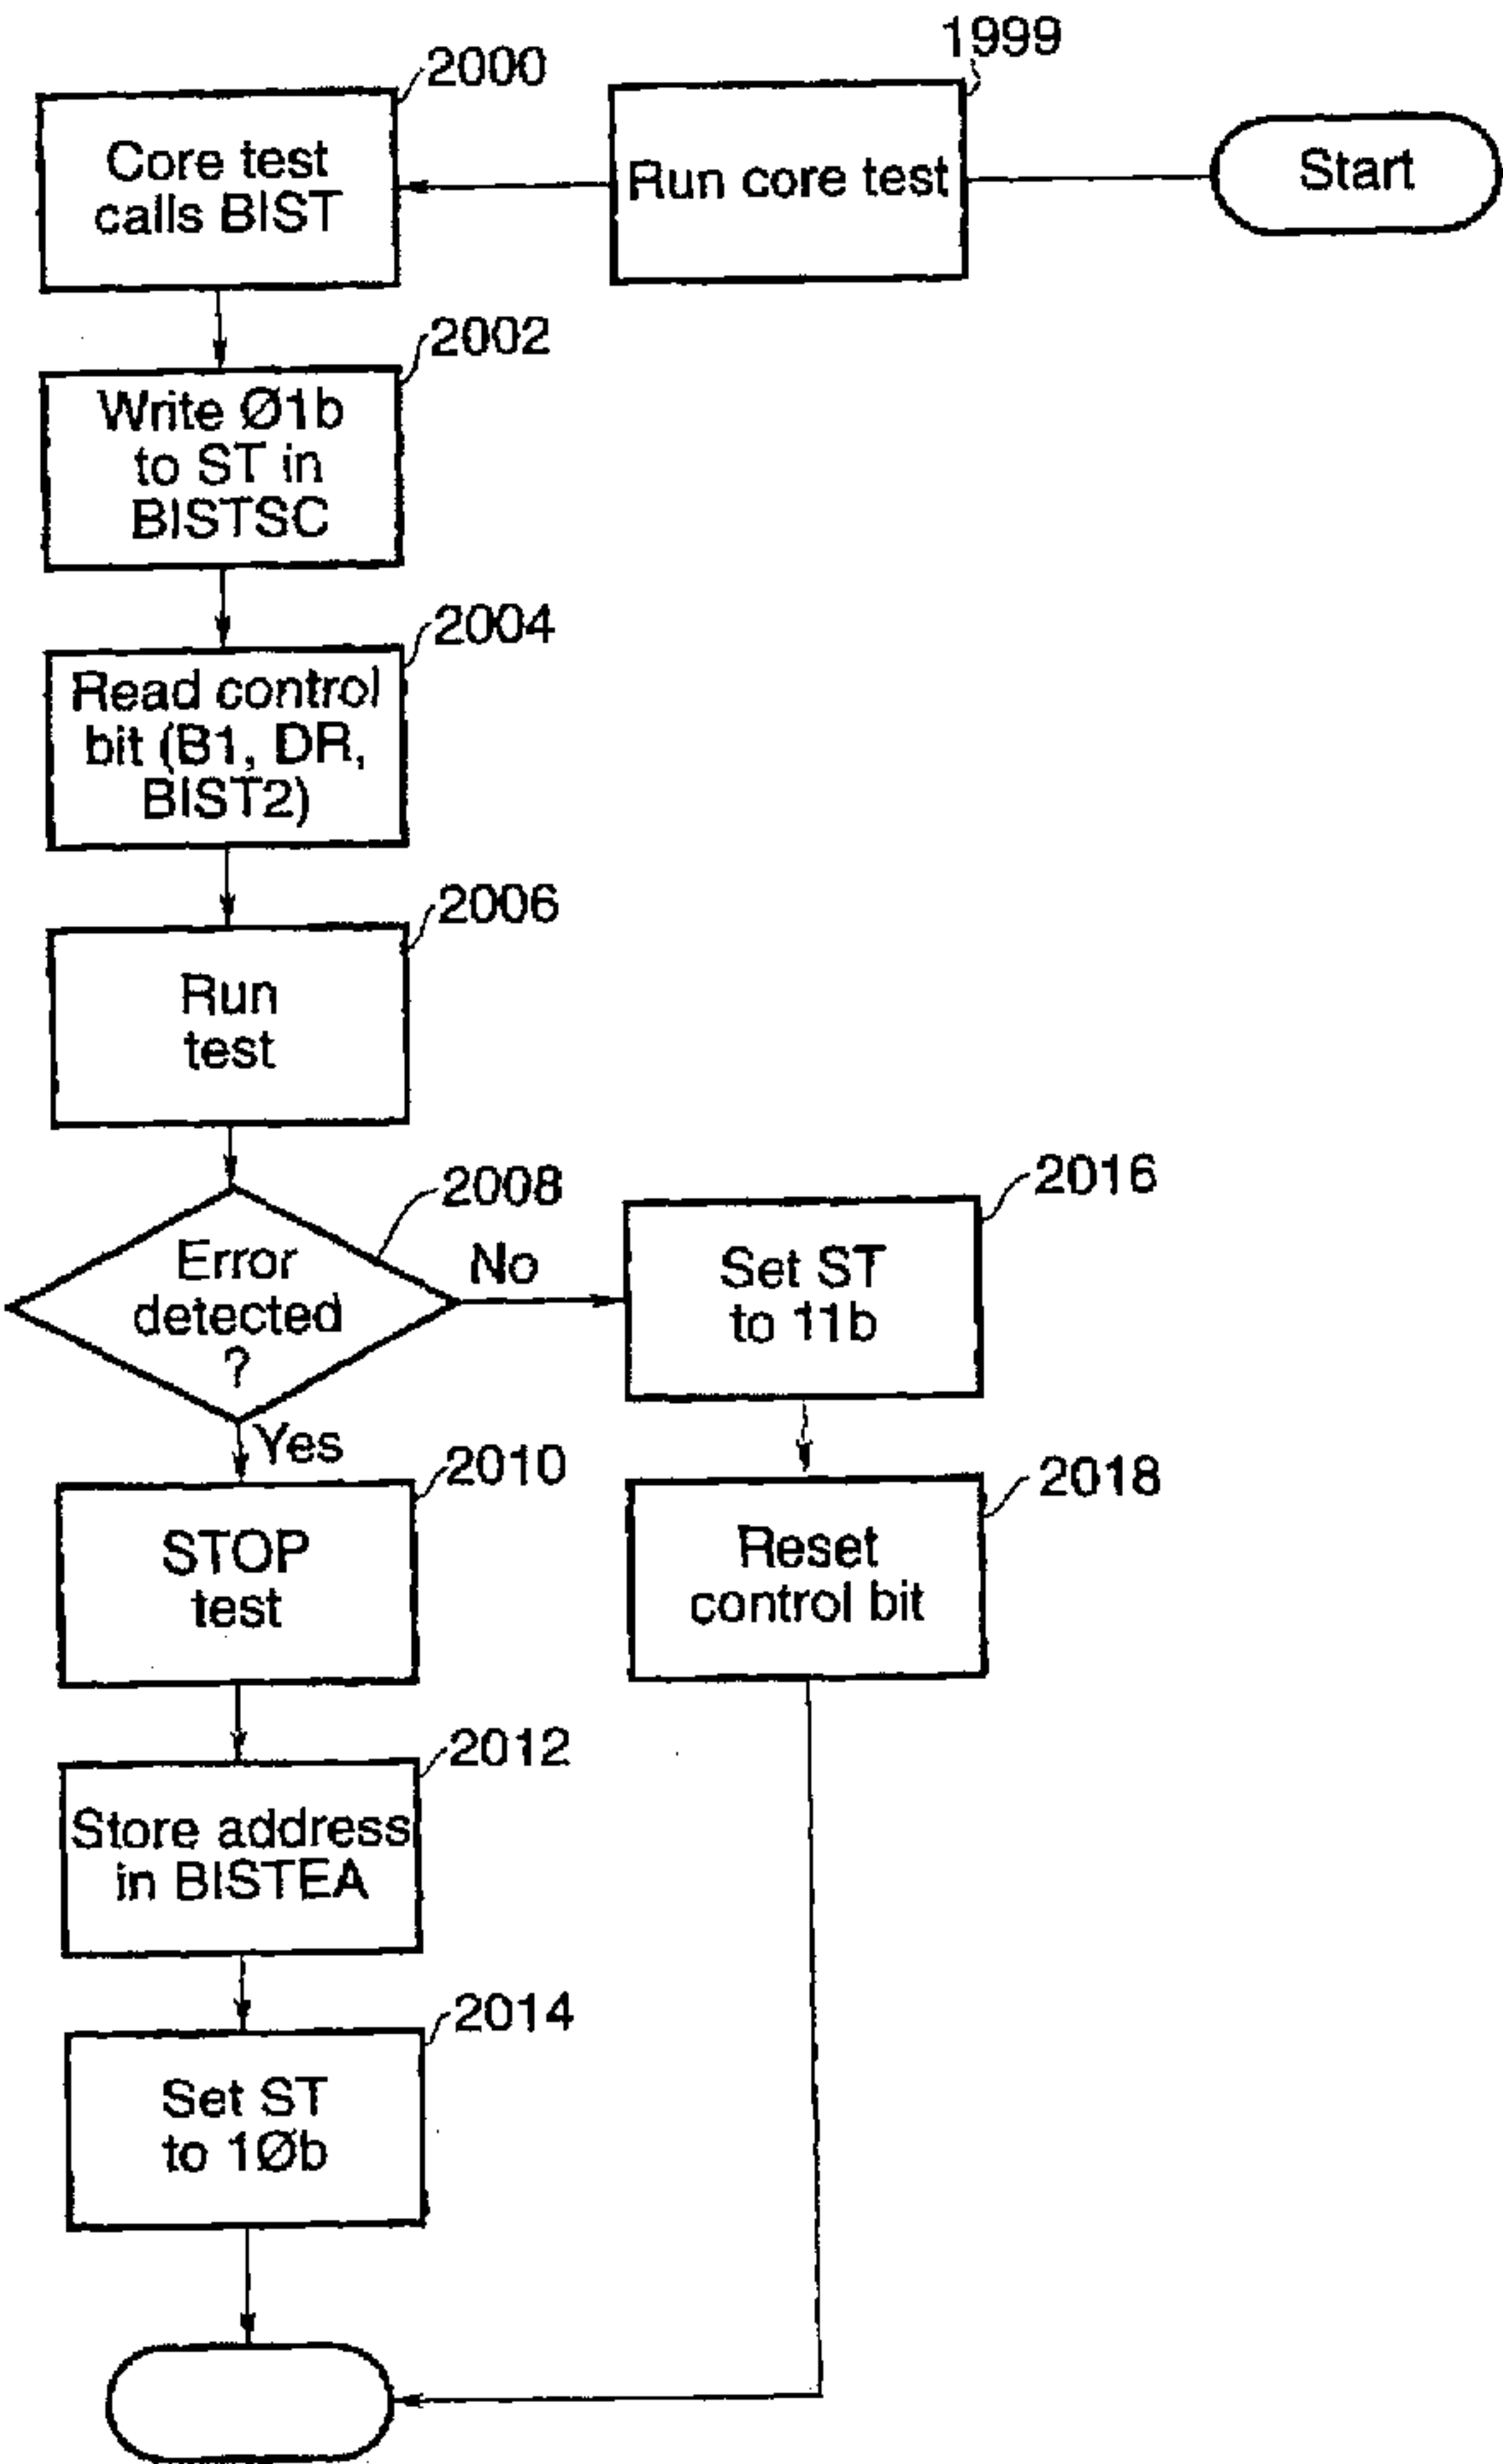 Start
1999
Run core test
2000
Core test
calls BIST
2002
Write Ø1b
to ST in
BISTSC
2004
Read control
bit (B1, DR,
BIST2)
2006
Run
test
2008
Error
detected
?
No
Yes
2016
Set ST
to 11b
2018
Reset
control bit
2010
STOP
test
2012
Store address
in BISTEA
2014
Set ST
to 1Øb